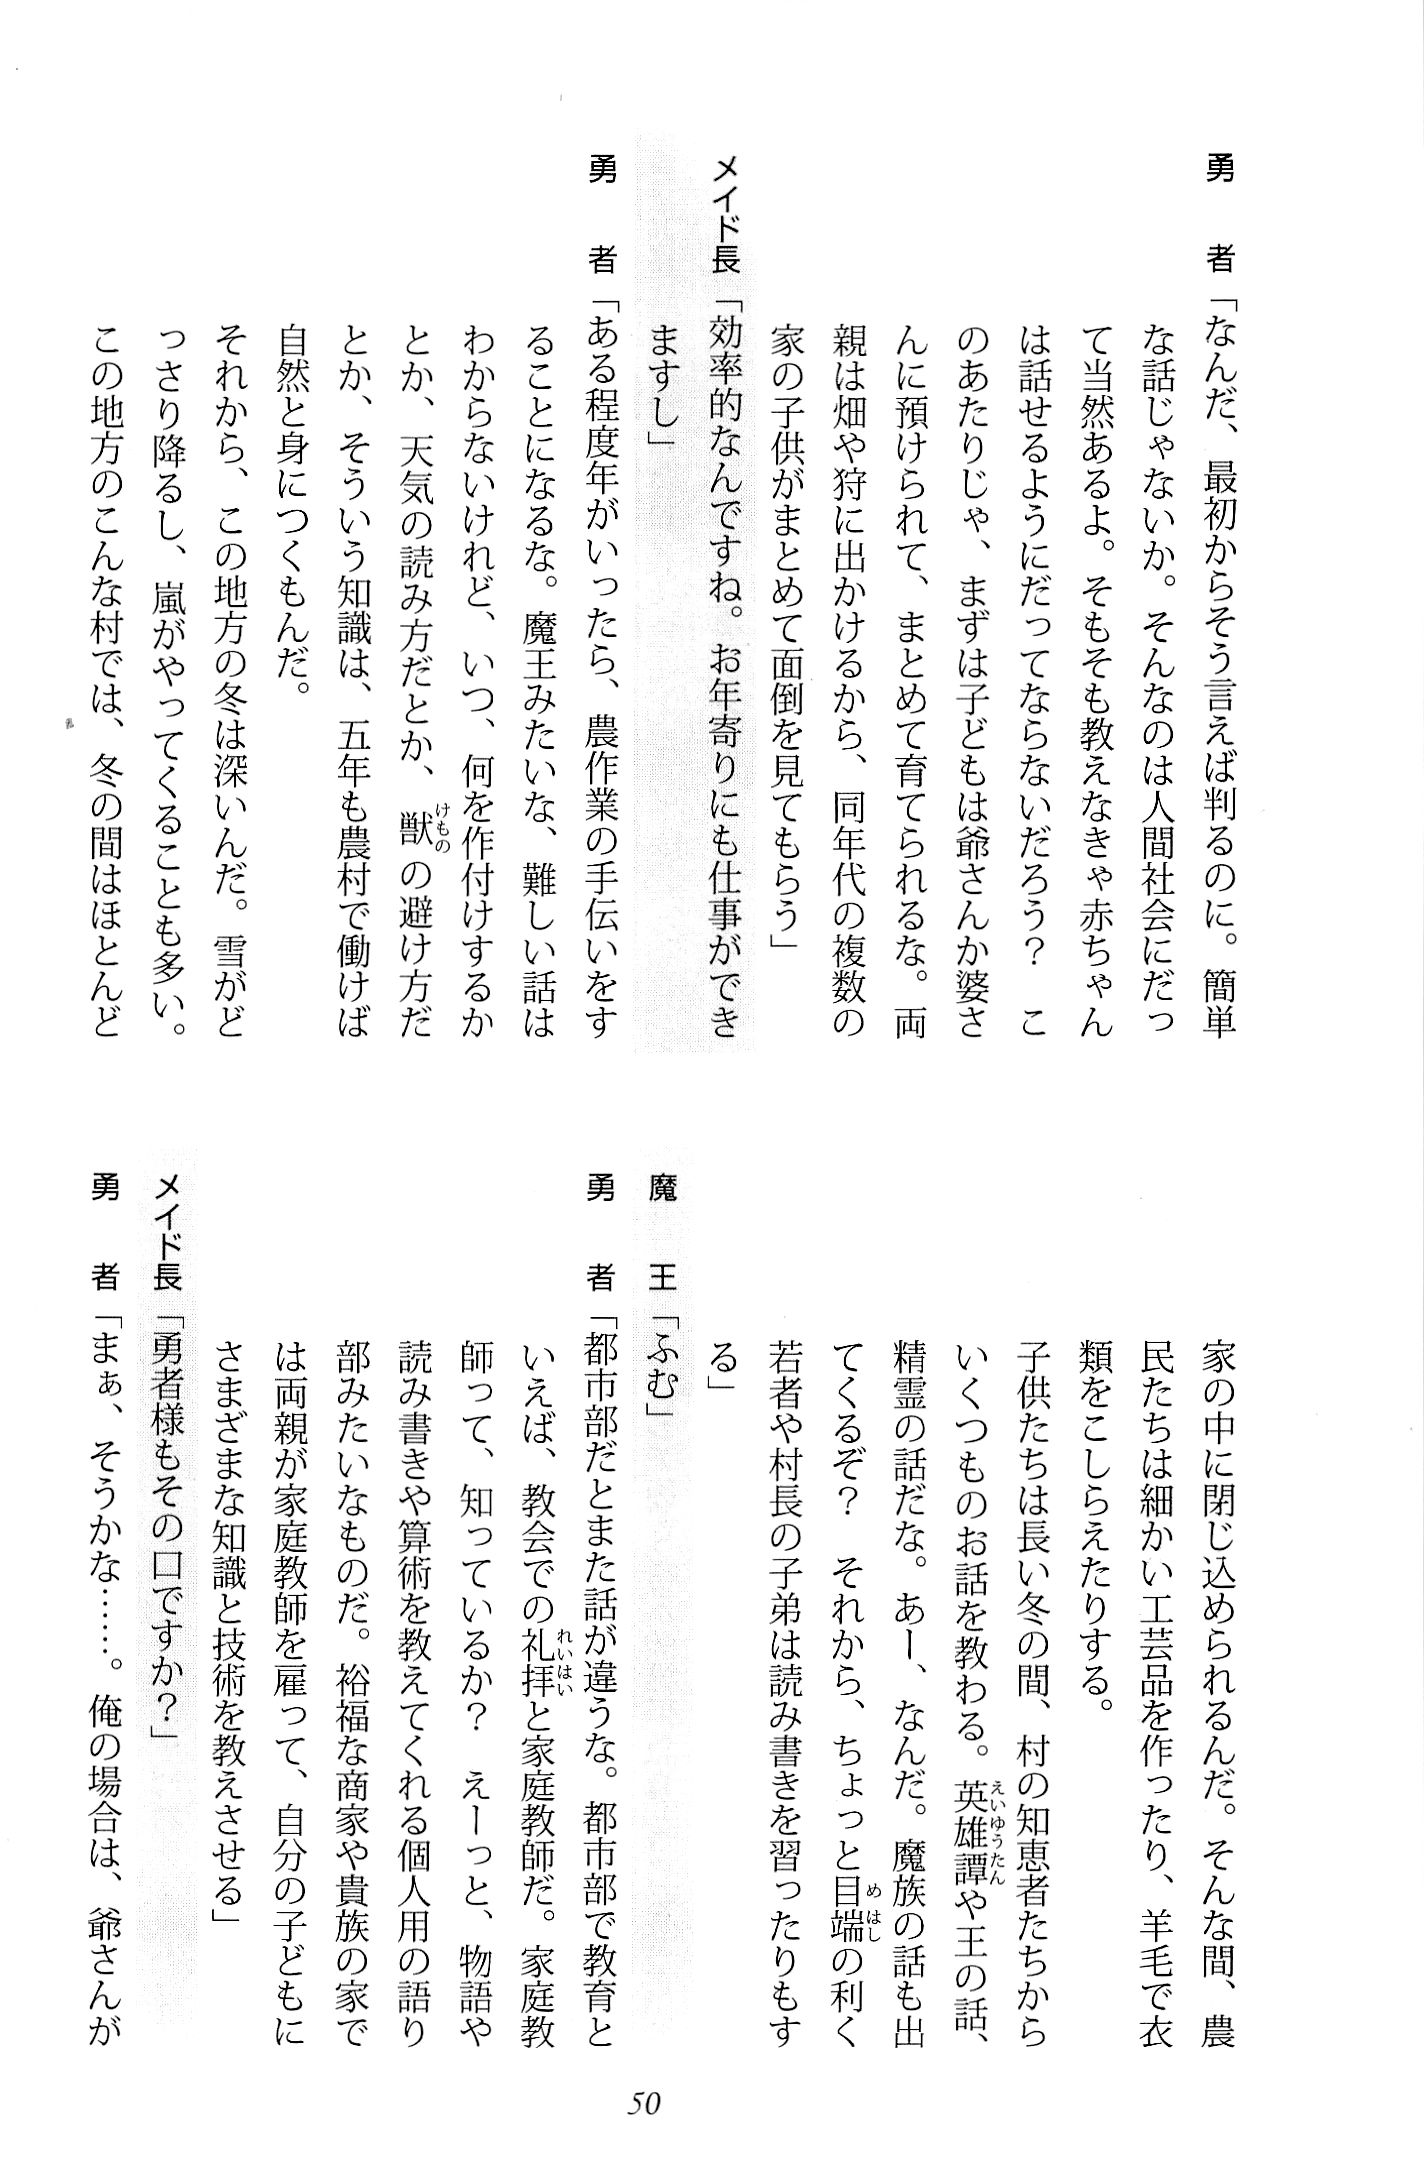 勇　者「なんだ、最初からそう言えば判るのに。簡単
な話じゃないか。そんなのは人間社会にだっ
て当然あるよ。そもそも教えなきゃ赤ちゃん
は話せるようにだってならないだろう？　こ
のあたりじゃ、まずは子どもは爺さんか婆さ
んに預けられて、まとめて育てられるな。両
親は畑や狩に出かけるから、同年代の複数の
家の子供がまとめて面倒を見てもらう」
メイド長「効率的なんですね。お年寄りにも仕事ができ
ますし」
勇　者「ある程度年がいったら、農作業の手伝いをす
ることになるな。魔王みたいな、難しい話は
わからないけれど、いつ、何を作付けするか
とか、天気の読み方だとか、獣の避け方だ
とか、そういう知識は、五年も農村で働けば
自然と身につくもんだ。
それから、この地方の冬は深いんだ。雪がど
っさり降るし、嵐がやってくることも多い。
この地方のこんな村では、冬の間はほとんど
家の中に閉じ込められるんだ。そんな間、農
民たちは細かい工芸品を作ったり、羊毛で衣
類をこしらえたりする。
子供たちは長い冬の間、村の知恵者たちから
いくつものお話を教わる。英雄譚や王の話、
精霊の話だな。あー、なんだ。魔族の話も出
てくるぞ？　それから、ちょっと目端の利く
若者や村長の子弟は読み書きを習ったりもす
る」
魔　王「ふむ」
勇　者「都市部だとまた話が違うな。都市部で教育と
いえば、教会での礼拝と家庭教師だ。家庭教
師って、知っているか？　えーっと、物語や
読み書きや算術を教えてくれる個人用の語り
部みたいなものだ。裕福な商家や貴族の家で
は両親が家庭教師を雇って、自分の子どもに
さまざまな知識と技術を教えさせる」
メイド長「勇者様もその口ですか？」
勇　者「まぁ、そうかな……。俺の場合は、爺さんが
50